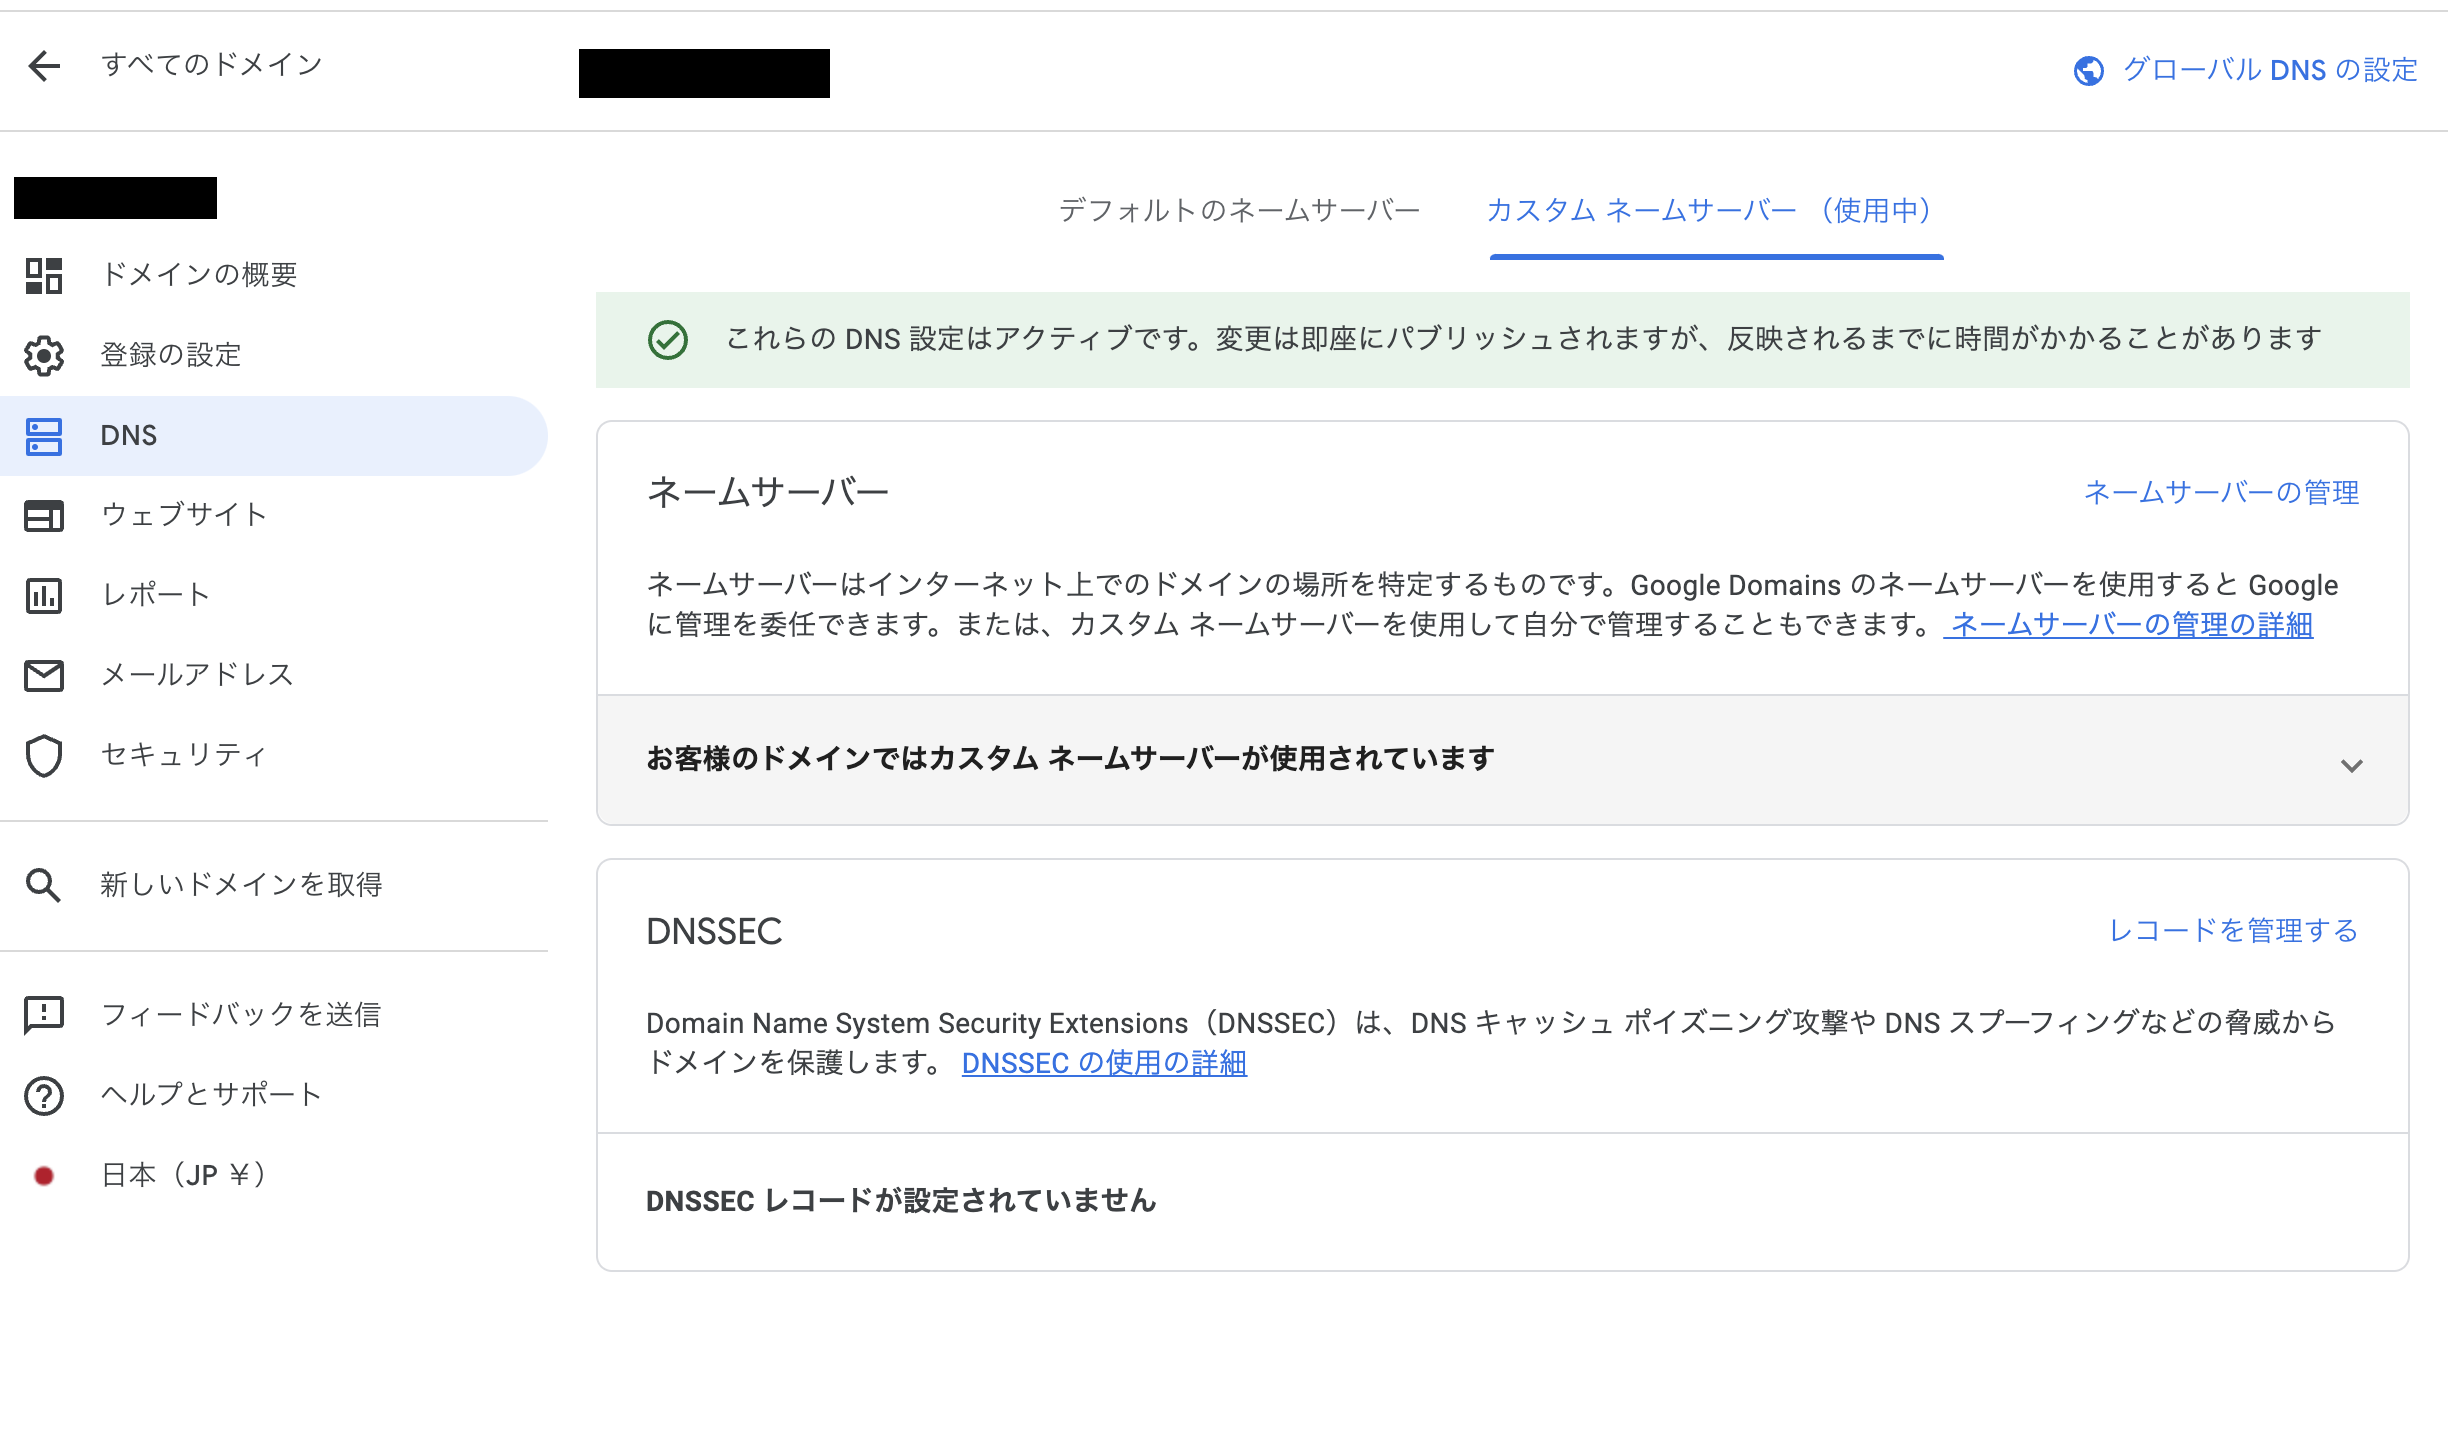 すべてのドメイン
グローバル DNS の設定
ドメインの概要
登録の設定
DNS
ウェブサイト
レポート
メールアドレス
セキュリティ
新しいドメインを取得
フィードバックを送信
ヘルプとサポート
日本（JP ￥）
デフォルトのネームサーバー
カスタム ネームサーバー （使用中）
これらの DNS 設定はアクティブです。変更は即座にパブリッシュされますが、反映されるまでに時間がかかることがあります
ネームサーバー
ネームサーバーの管理
ネームサーバーはインターネット上でのドメインの場所を特定するものです。Google Domains のネームサーバーを使用すると Google
に管理を委任できます。または、カスタム ネームサーバーを使用して自分で管理することもできます。 ネームサーバーの管理の詳細
お客様のドメインではカスタム ネームサーバーが使用されています
DNSSEC
レコードを管理する
Domain Name System Security Extensions（DNSSEC）は、DNS キャッシュ ポイズニング攻撃や DNS スプーフィングなどの脅威から
ドメインを保護します。 DNSSEC の使用の詳細
DNSSEC レコードが設定されていません